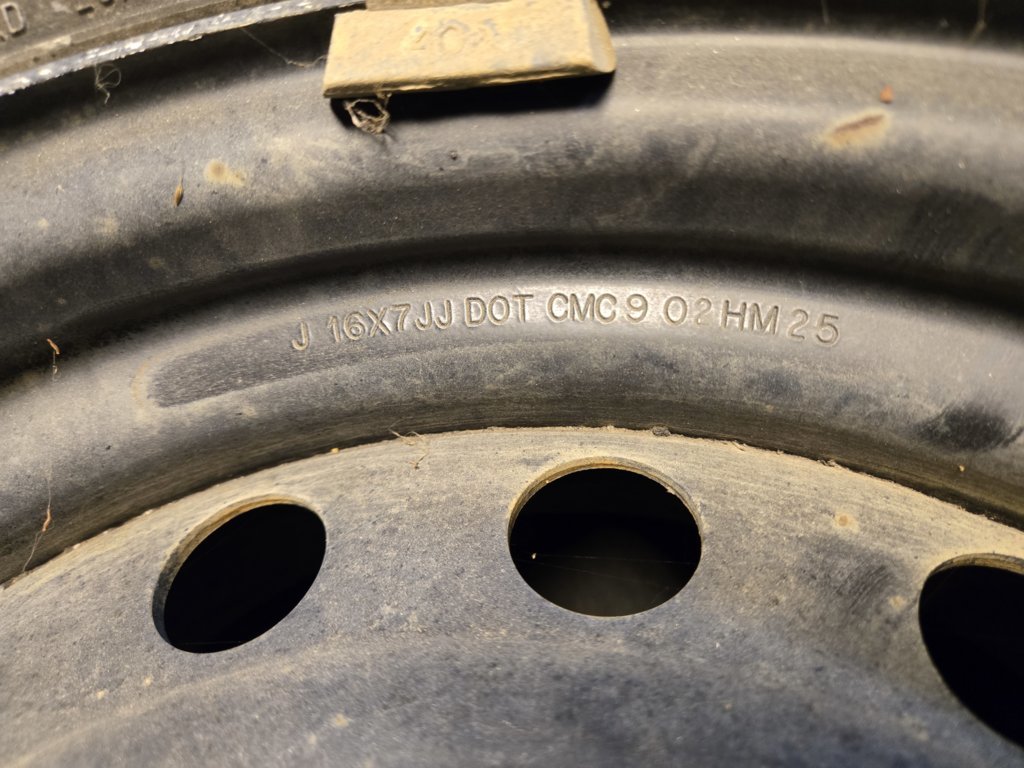 J 16X7JJ DOT CMC 9 02 HM 25